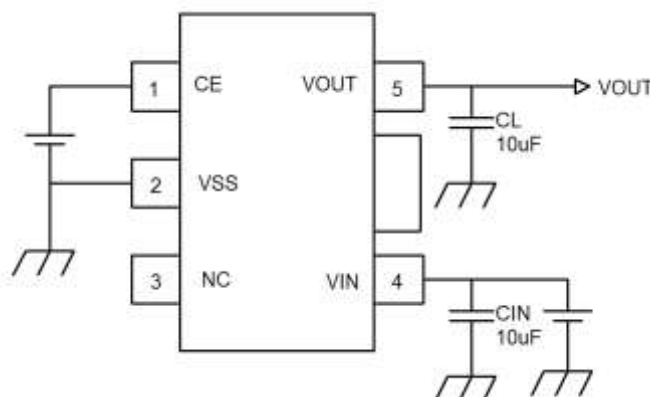 1 CE VOUT 5 VOUT
CL
10uF
2 VSS
3 NC VIN 4
CIN
10uF